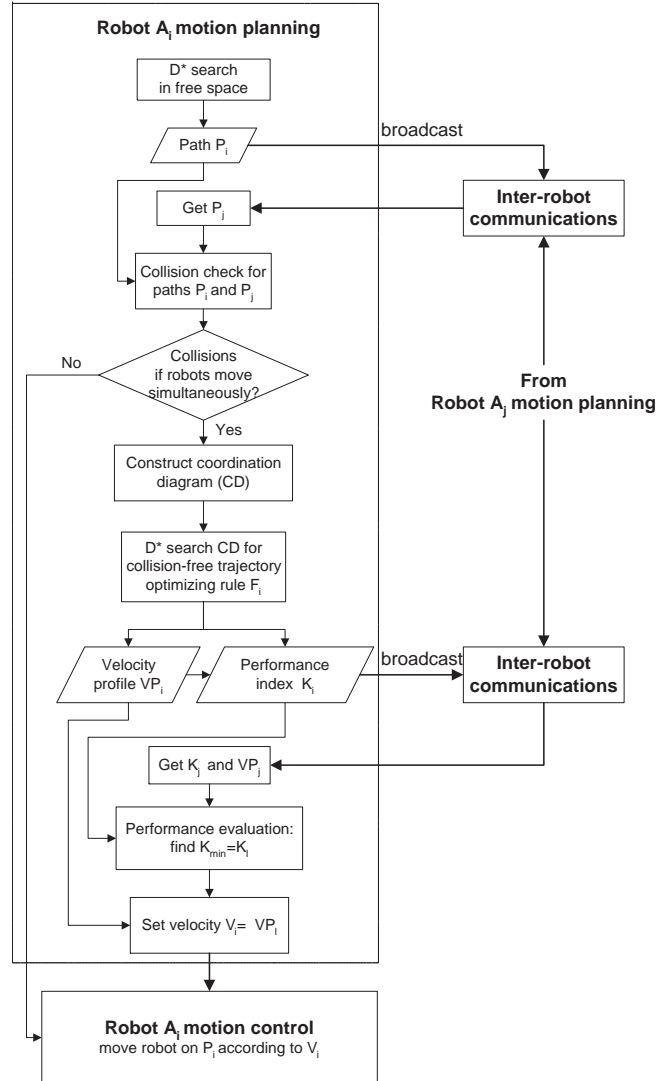 Robot A_i motion planning
D* search
in free space
broadcast
Path P_i
Inter-robot
communications
Get P_j
Collision check for
paths P_i and P_j
No
Collisions
if robots move
simultaneously?
From
Robot A_j motion planning
Yes
Construct coordination
diagram (CD)
D* search CD for
collision-free trajectory
optimizing rule F_i
Velocity
profile VP_i
Performance
index K_i
broadcast
Inter-robot
communications
Get K_j and VP_j
Performance evaluation:
find K_min=K_l
Set velocity V_i= VP_l
Robot A_i motion control
move robot on P_i according to V_i